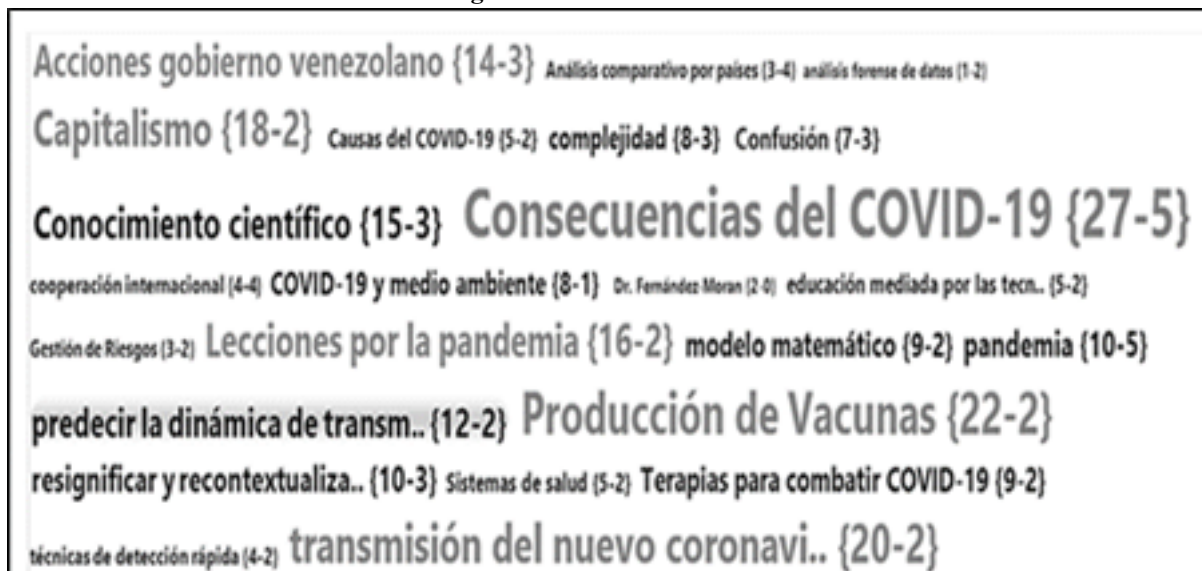 Acciones gobierno venezolano {14-3} Análisis comparativo por países {3-4} análisis forense de datos {1-2}
Capitalismo {18-2} Causas del COVID-19 {5-2} complejidad {8-3} Confusión {7-3}
Conocimiento científico {15-3} Consecuencias del COVID-19 {27-5}
cooperación internacional {4-4} COVID-19 y medio ambiente {8-1} Dr. Fernández-Moran {2-0} educación mediada por las tecn.. {5-2}
Gestión de Riesgos {3-2} Lecciones por la pandemia {16-2} modelo matemático {9-2} pandemia {10-5}
predecir la dinámica de transm.. {12-2} Producción de Vacunas {22-2}
resignificar y recontextualiza.. {10-3} Sistemas de salud {5-2} Terapias para combatir COVID-19 {9-2}
técnicas de detección rápida {4-2} transmisión del nuevo coronavi.. {20-2}